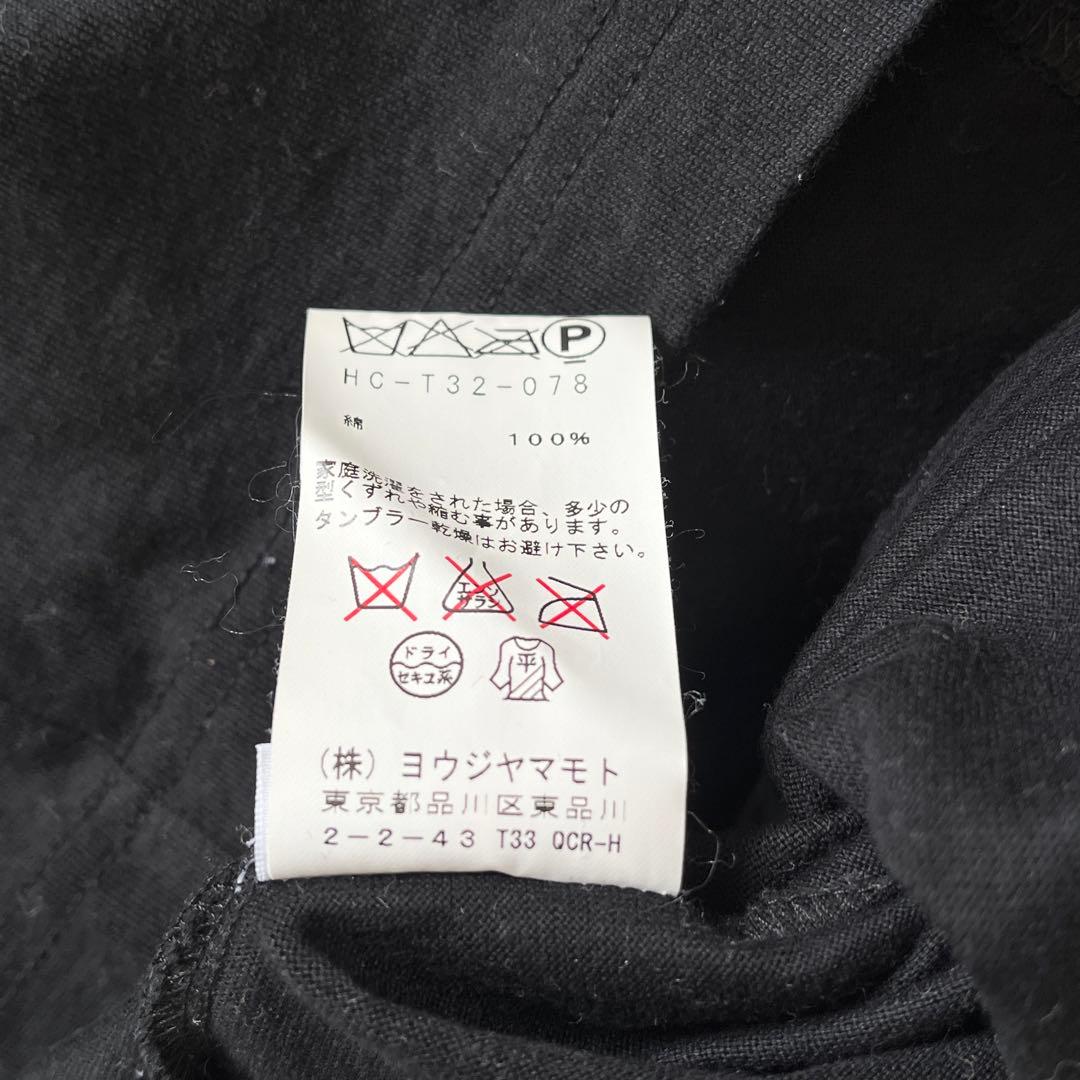 P
HC-T32-078
綿
100%
家庭洗濯をされた場合、多少の
型くずれや縮む事があります。
タンブラー乾燥はお避け下さい。
エンソ
サラシ
ドライ
セキユ系
平
(株) ヨウジヤマモト
東京都品川区東品川
2-2-43 T33 QCR-H